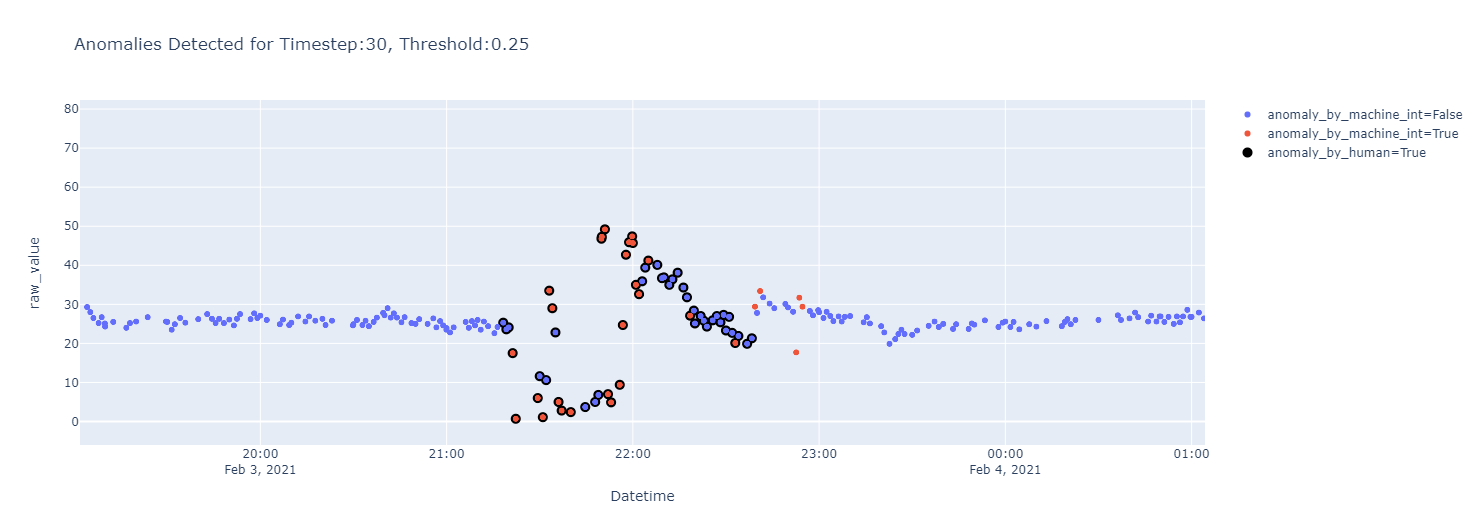 Anomalies Detected for Timestep:30, Threshold:0.25
anomaly_by_machine_int=False
anomaly_by_machine_int=True
anomaly_by_human=True
80
70
60
50
40
30
20
10
0
raw_value
20:00
Feb 3, 2021
21:00
22:00
23:00
00:00
Feb 4, 2021
01:00
Datetime